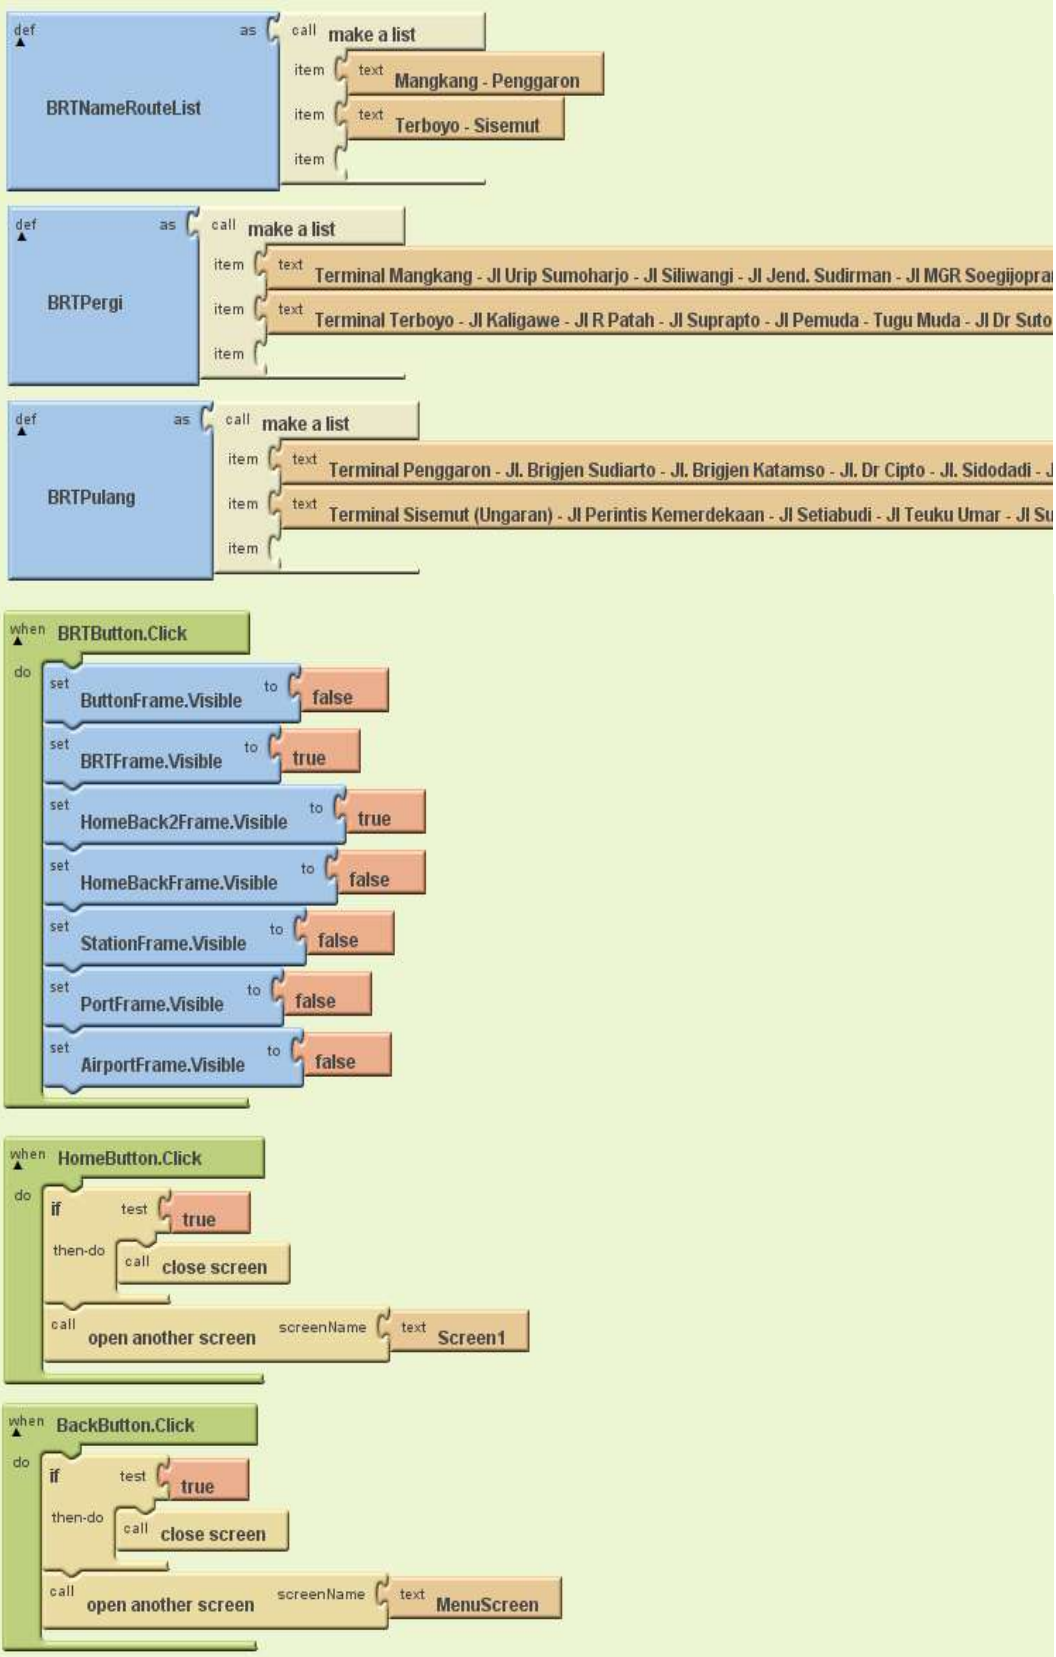 def as call make a list
BRTNameRouteList
item text Mangkang - Penggaron
item text Terboyo - Sisemut
item
def as call make a list
BRTPergi
item text Terminal Mangkang - Jl Urip Sumoharjo - Jl Siliwangi - Jl Jend. Sudirman - Jl MGR
item text Terminal Terboyo - Jl Kaligawe - Jl R Patah - Jl Suprapto - Jl Pemuda - Tugu Muda - Jl Dr
item
def as call make a list
BRTPulang
item text Terminal Penggaron - Jl. Brigjen Sudiarto - Jl. Brigjen Katamso - Jl. Dr Cipto - Jl. Sidodadi -
item text Terminal Sisemut (Ungaran) - Jl Perintis Kemerdekaan - Jl Setiabudi - Jl Teuku Umar - Jl
item
when BRTButton.Click
do
set ButtonFrame.Visible to false
set BRTFrame.Visible to true
set HomeBack2Frame.Visible to true
set HomeBackFrame.Visible to false
set StationFrame.Visible to false
set PortFrame.Visible to false
set AirportFrame.Visible to false
when HomeButton.Click
do
if test true
then-do call close screen
call open another screen screenName text Screen1
when BackButton.Click
do
if test true
then-do call close screen
call open another screen screenName text MenuScreen